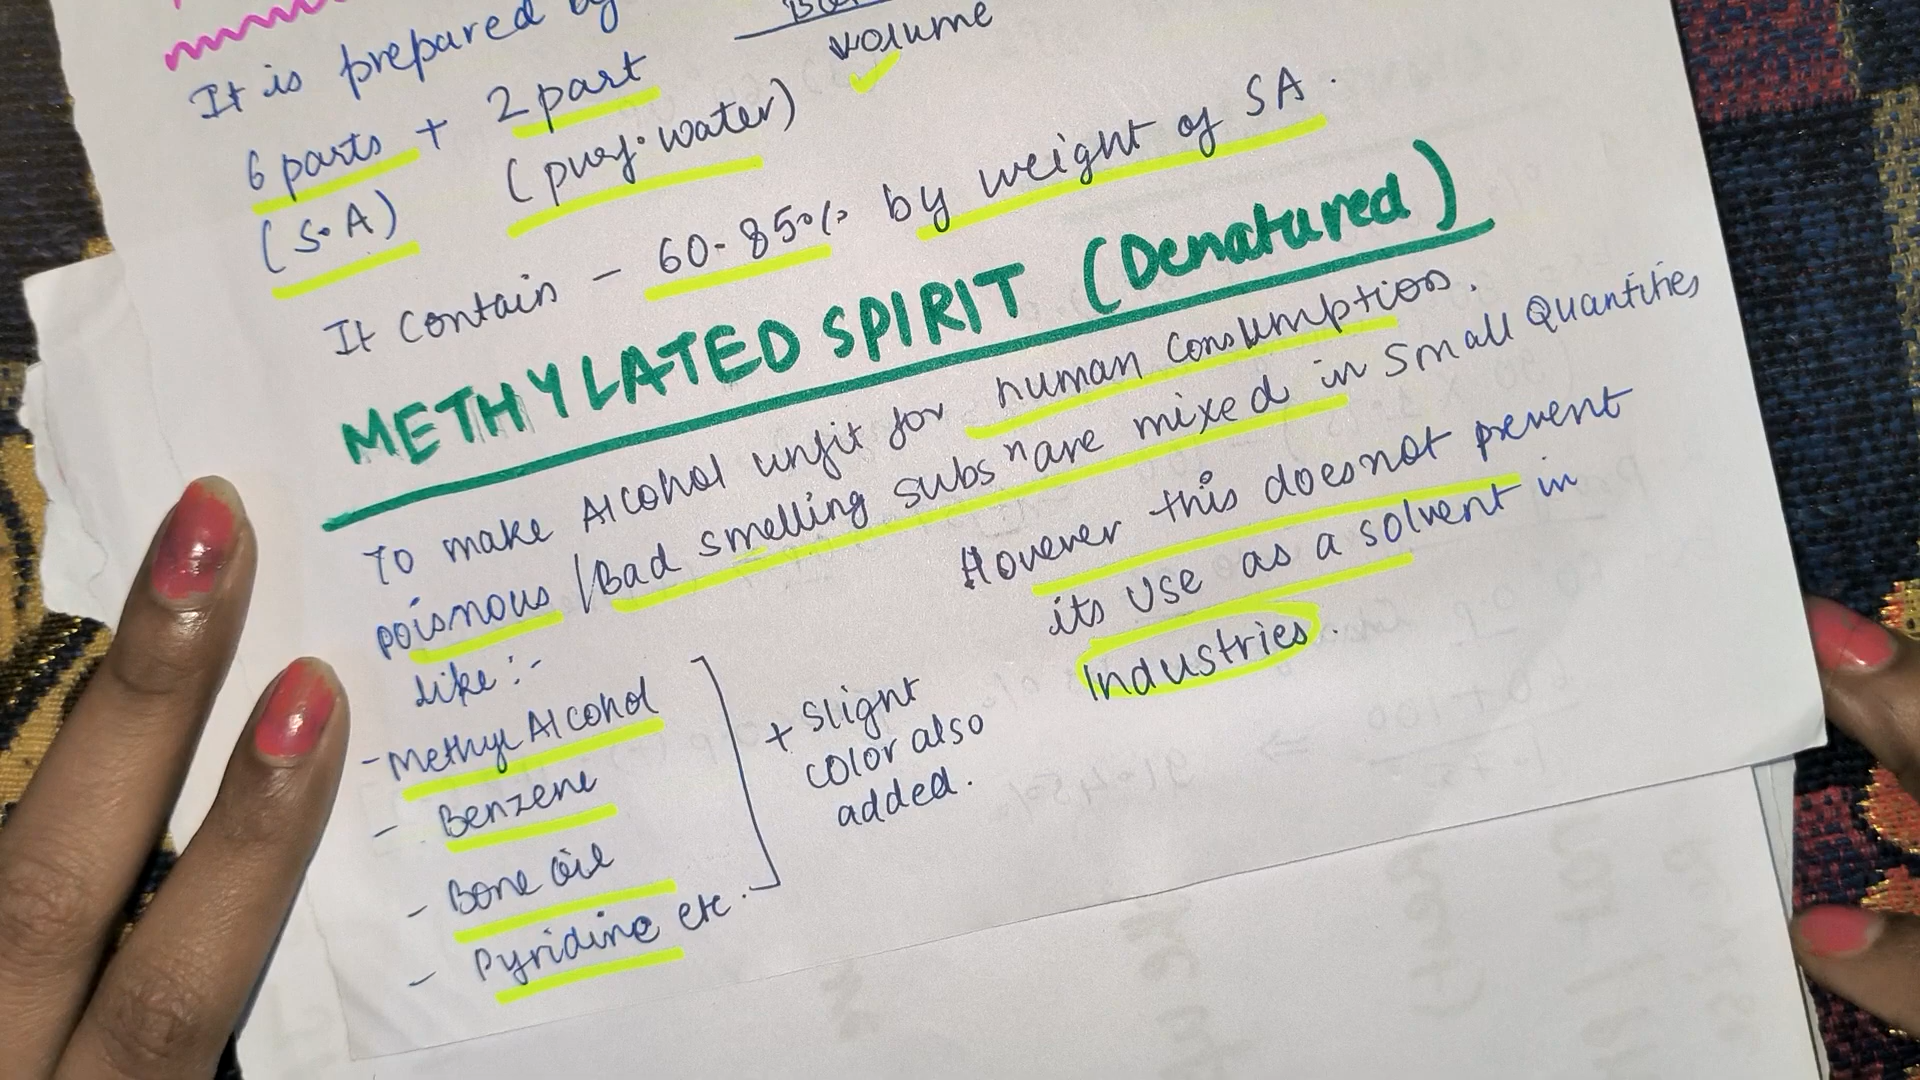 It is prepared by
volume
6 parts + 2 part
(S.A) (puri. water)
It contain - 60-85% by weight of SA.
METHYLATED SPIRIT (Denatured)
To make Alcohol unfit for human consumption.
poisnous / Bad smelling subsn are mixed in small Quantities
like :-
- Methyl Alcohol
- Benzene
- Bone oil
- Pyridine etc.
+ slight
color also
added.
However this doesnot prevent
its use as a solvent in
Industries.